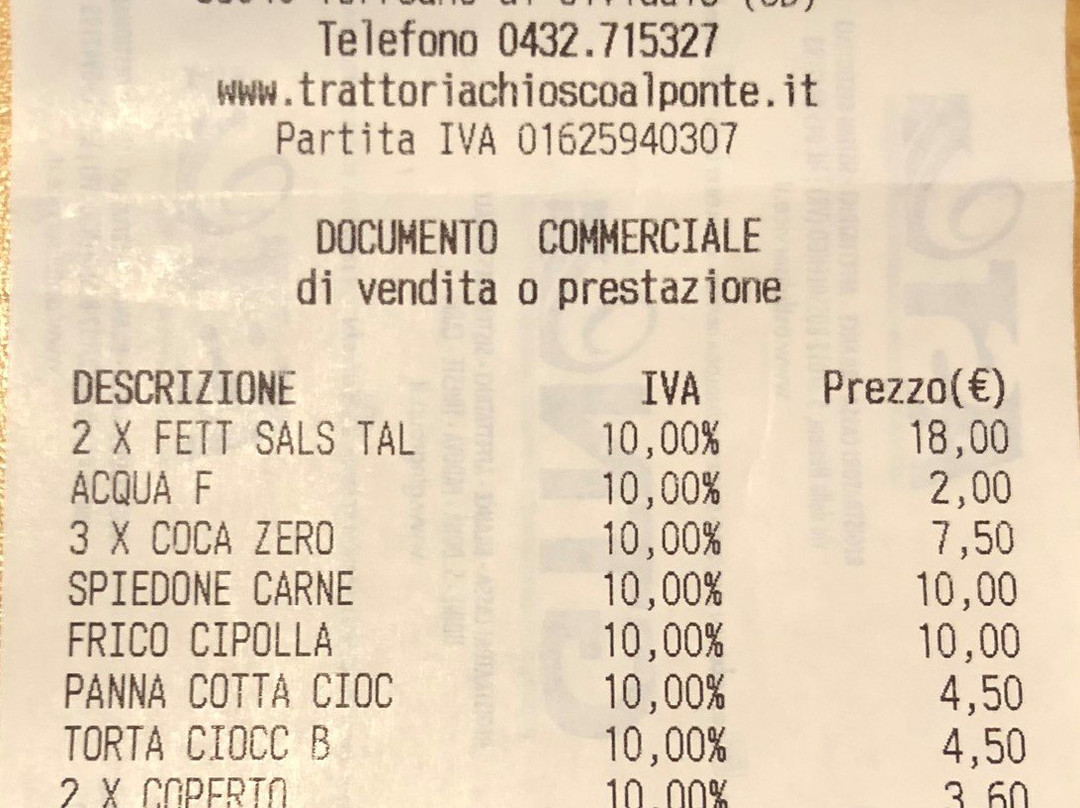 Telefono 0432.715327
www.trattoriachioscoalponte.it
Partita IVA 01625940307
DOCUMENTO COMMERCIALE
di vendita o prestazione
DESCRIZIONE IVA Prezzo(€)
2 X FETT SALS TAL 10,00% 18,00
ACQUA F 10,00% 2,00
3 X COCA ZERO 10,00% 7,50
SPIEDONE CARNE 10,00% 10,00
FRICO CIPOLLA 10,00% 10,00
PANNA COTTA CIOC 10,00% 4,50
TORTA CIOCC B 10,00% 4,50
2 X COPERTO 10,00% 3,60